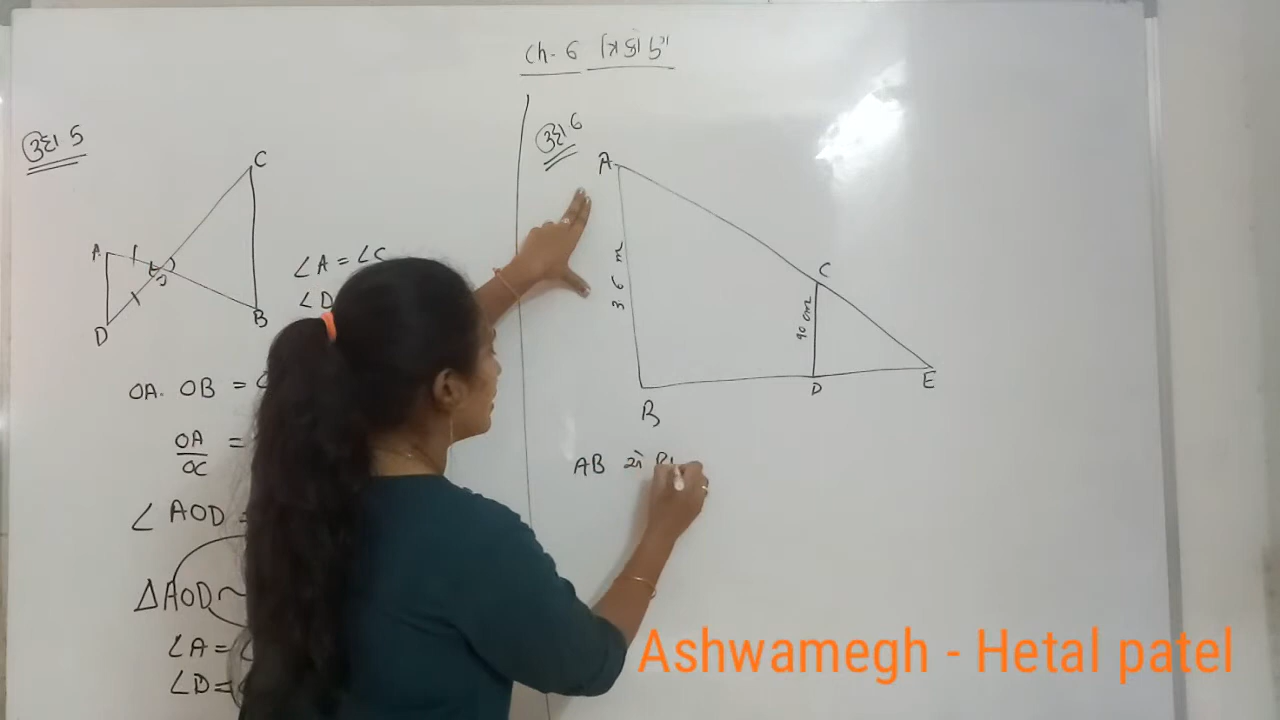 Ch. 6 ત્રિકોણ
ઉદા 5
C
A
D
B
∠A = ∠C
∠D
OA. OB =
OA/OC =
∠AOD =
ΔAOD ~
∠A =
∠D =
ઉદા 6
A
3.6 m
C
90 cm
B
D
E
AB
Ashwamegh - Hetal patel